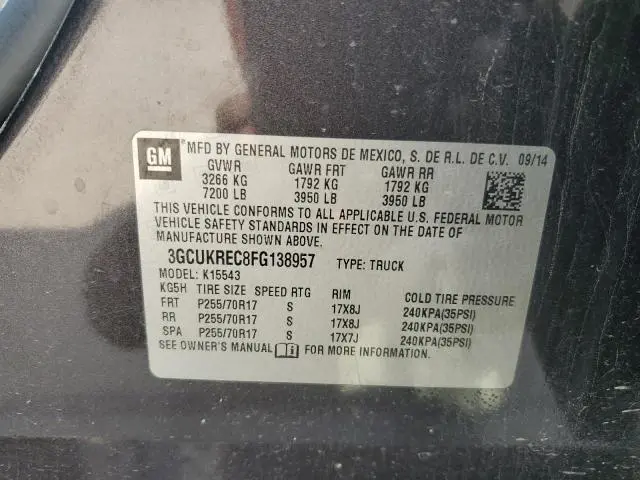 GM
MFD BY GENERAL MOTORS DE MEXICO, S. DE R.L. DE C.V. 09/14
GVWR GAWR FRT GAWR RR
3266 KG 1792 KG 1792 KG
7200 LB 3950 LB 3950 LB
THIS VEHICLE CONFORMS TO ALL APPLICABLE U.S. FEDERAL MOTOR
VEHICLE SAFETY STANDARDS IN EFFECT ON THE DATE OF
MANUFACTURE SHOWN ABOVE.
3GCUKREC8FG138957 TYPE: TRUCK
MODEL: K15543
KG5H TIRE SIZE SPEED RTG RIM COLD TIRE PRESSURE
FRT P255/70R17 S 17X8J 240KPA(35PSI)
RR P255/70R17 S 17X8J 240KPA(35PSI)
SPA P255/70R17 S 17X7J 240KPA(35PSI)
SEE OWNER'S MANUAL FOR MORE INFORMATION.